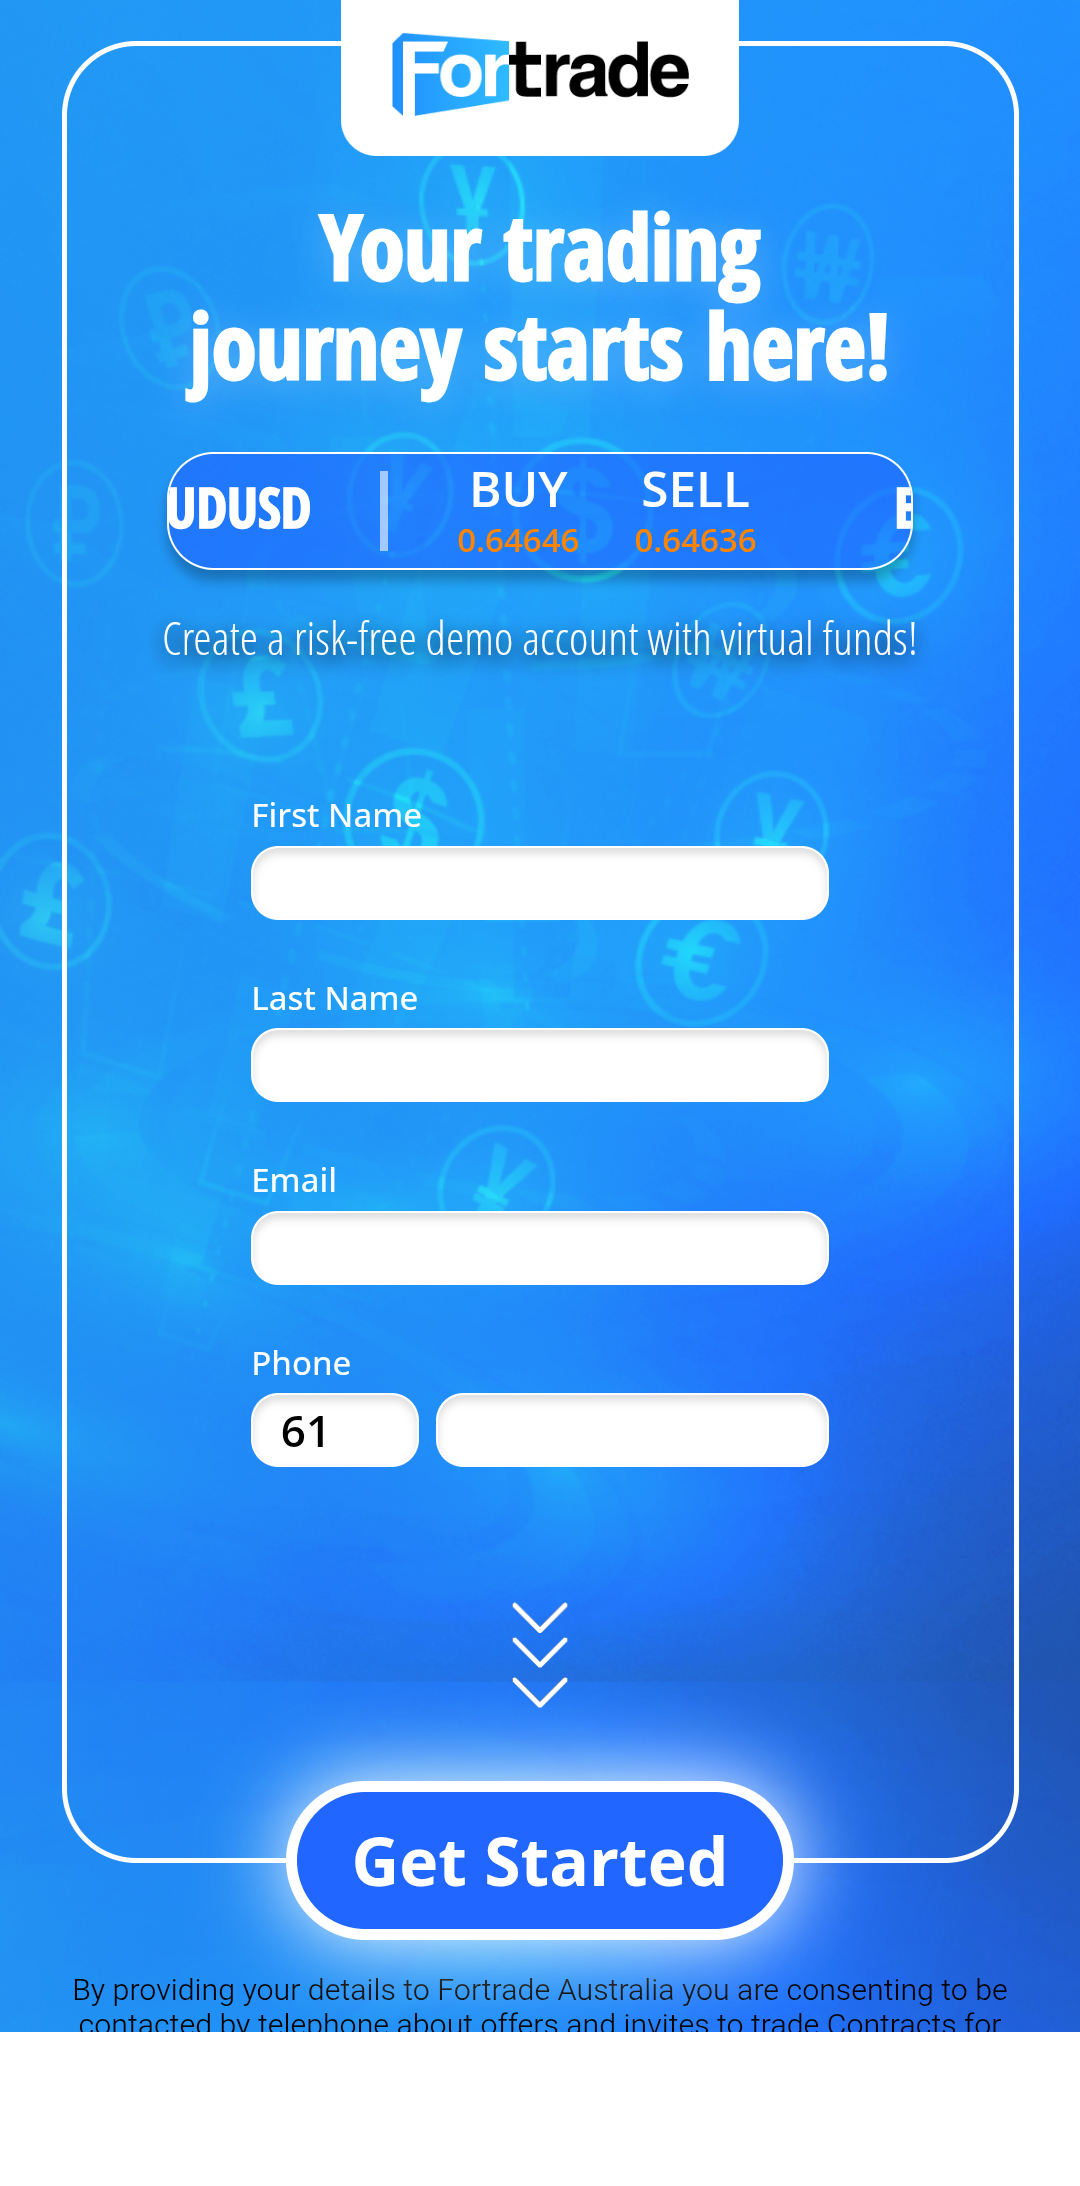 Fortrade
Your trading
journey starts here!
UDUSD BUY SELL E
0.64646 0.64636
Create a risk-free demo account with virtual funds!
First Name
Last Name
Email
Phone
61
Get Started
By providing your details to Fortrade Australia you are consenting to be
contacted by telephone about offers and invites to trade Contracts for